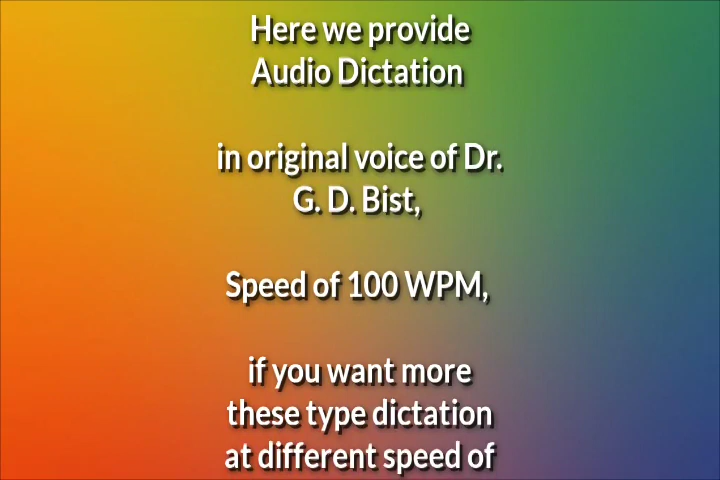 Here we provide
Audio Dictation
in original voice of Dr.
G. D. Bist,
Speed of 100 WPM,
if you want more
these type dictation
at different speed of